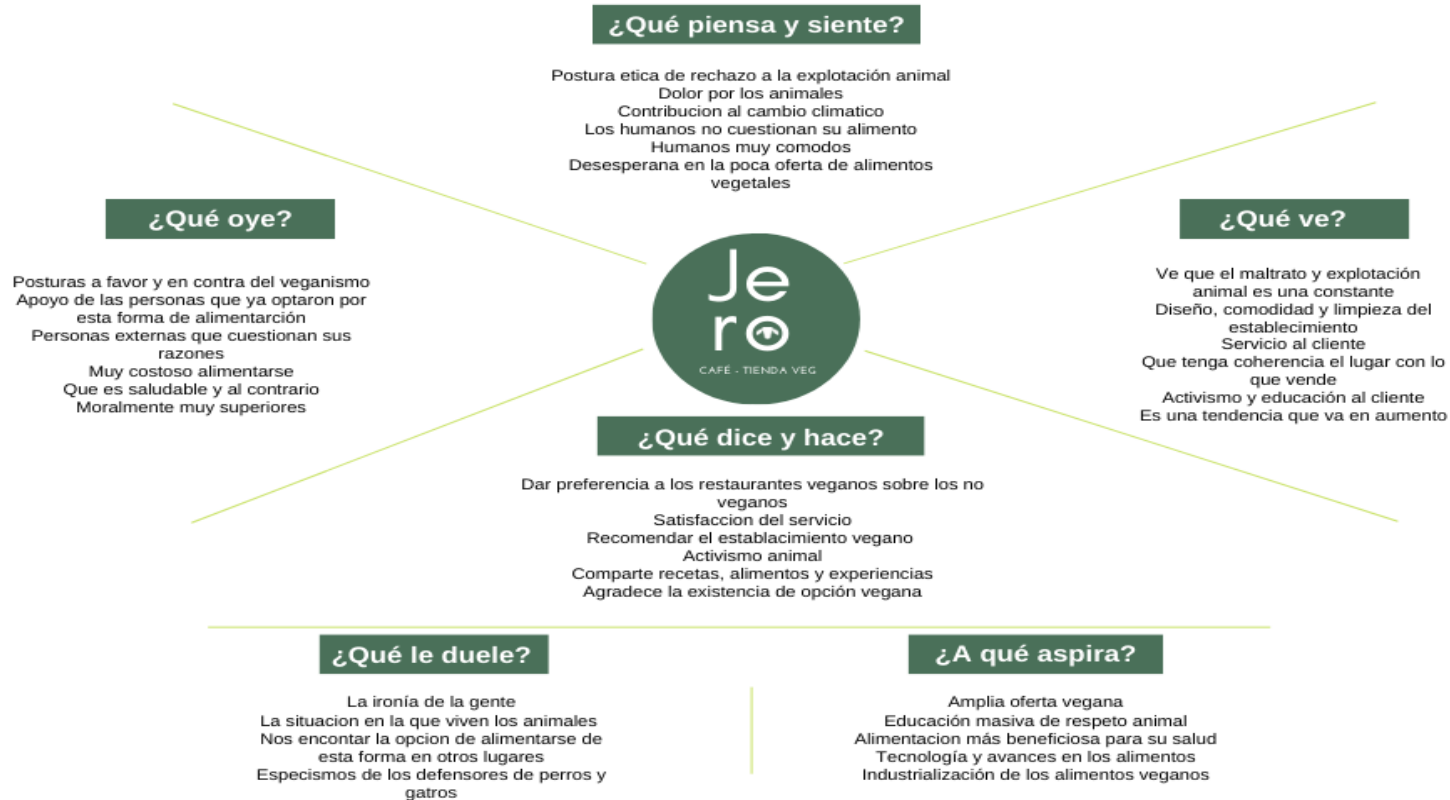 ¿Qué piensa y siente?
Postura etica de rechazo a la explotación animal
Dolor por los animales
Contribucion al cambio climatico
Los humanos no cuestionan su alimento
Humanos muy comodos
Desesperana en la poca oferta de alimentos
vegetales
¿Qué oye?
Posturas a favor y en contra del veganismo
Apoyo de las personas que ya optaron por
esta forma de alimentarción
Personas externas que cuestionan sus
razones
Muy costoso alimentarse
Que es saludable y al contrario
Moralmente muy superiores
Je
ro
CAFÉ - TIENDA VEG
¿Qué ve?
Ve que el maltrato y explotación
animal es una constante
Diseño, comodidad y limpieza del
establecimiento
Servicio al cliente
Que tenga coherencia el lugar con lo
que vende
Activismo y educación al cliente
Es una tendencia que va en aumento
¿Qué dice y hace?
Dar preferencia a los restaurantes veganos sobre los no
veganos
Satisfaccion del servicio
Recomendar el establacimiento vegano
Activismo animal
Comparte recetas, alimentos y experiencias
Agradece la existencia de opción vegana
¿Qué le duele?
La ironía de la gente
La situacion en la que viven los animales
Nos encontar la opcion de alimentarse de
esta forma en otros lugares
Especismos de los defensores de perros y
gatros
¿A qué aspira?
Amplia oferta vegana
Educación masiva de respeto animal
Alimentacion más beneficiosa para su salud
Tecnología y avances en los alimentos
Industrialización de los alimentos veganos